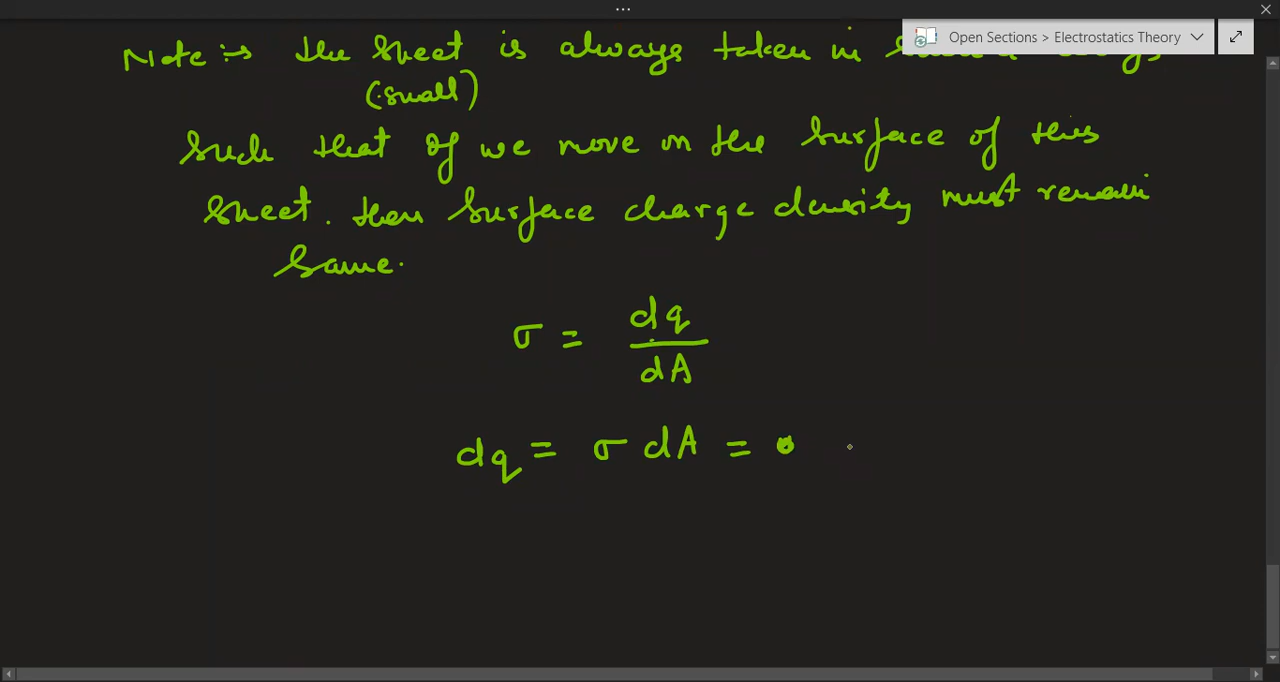 Open Sections > Electrostatics Theory
Note :- the sheet is always taken in
(small)
Such that if we move on the surface of this
sheet. then surface charge density must remain
same.
σ = dq/dA
dq = σ dA =